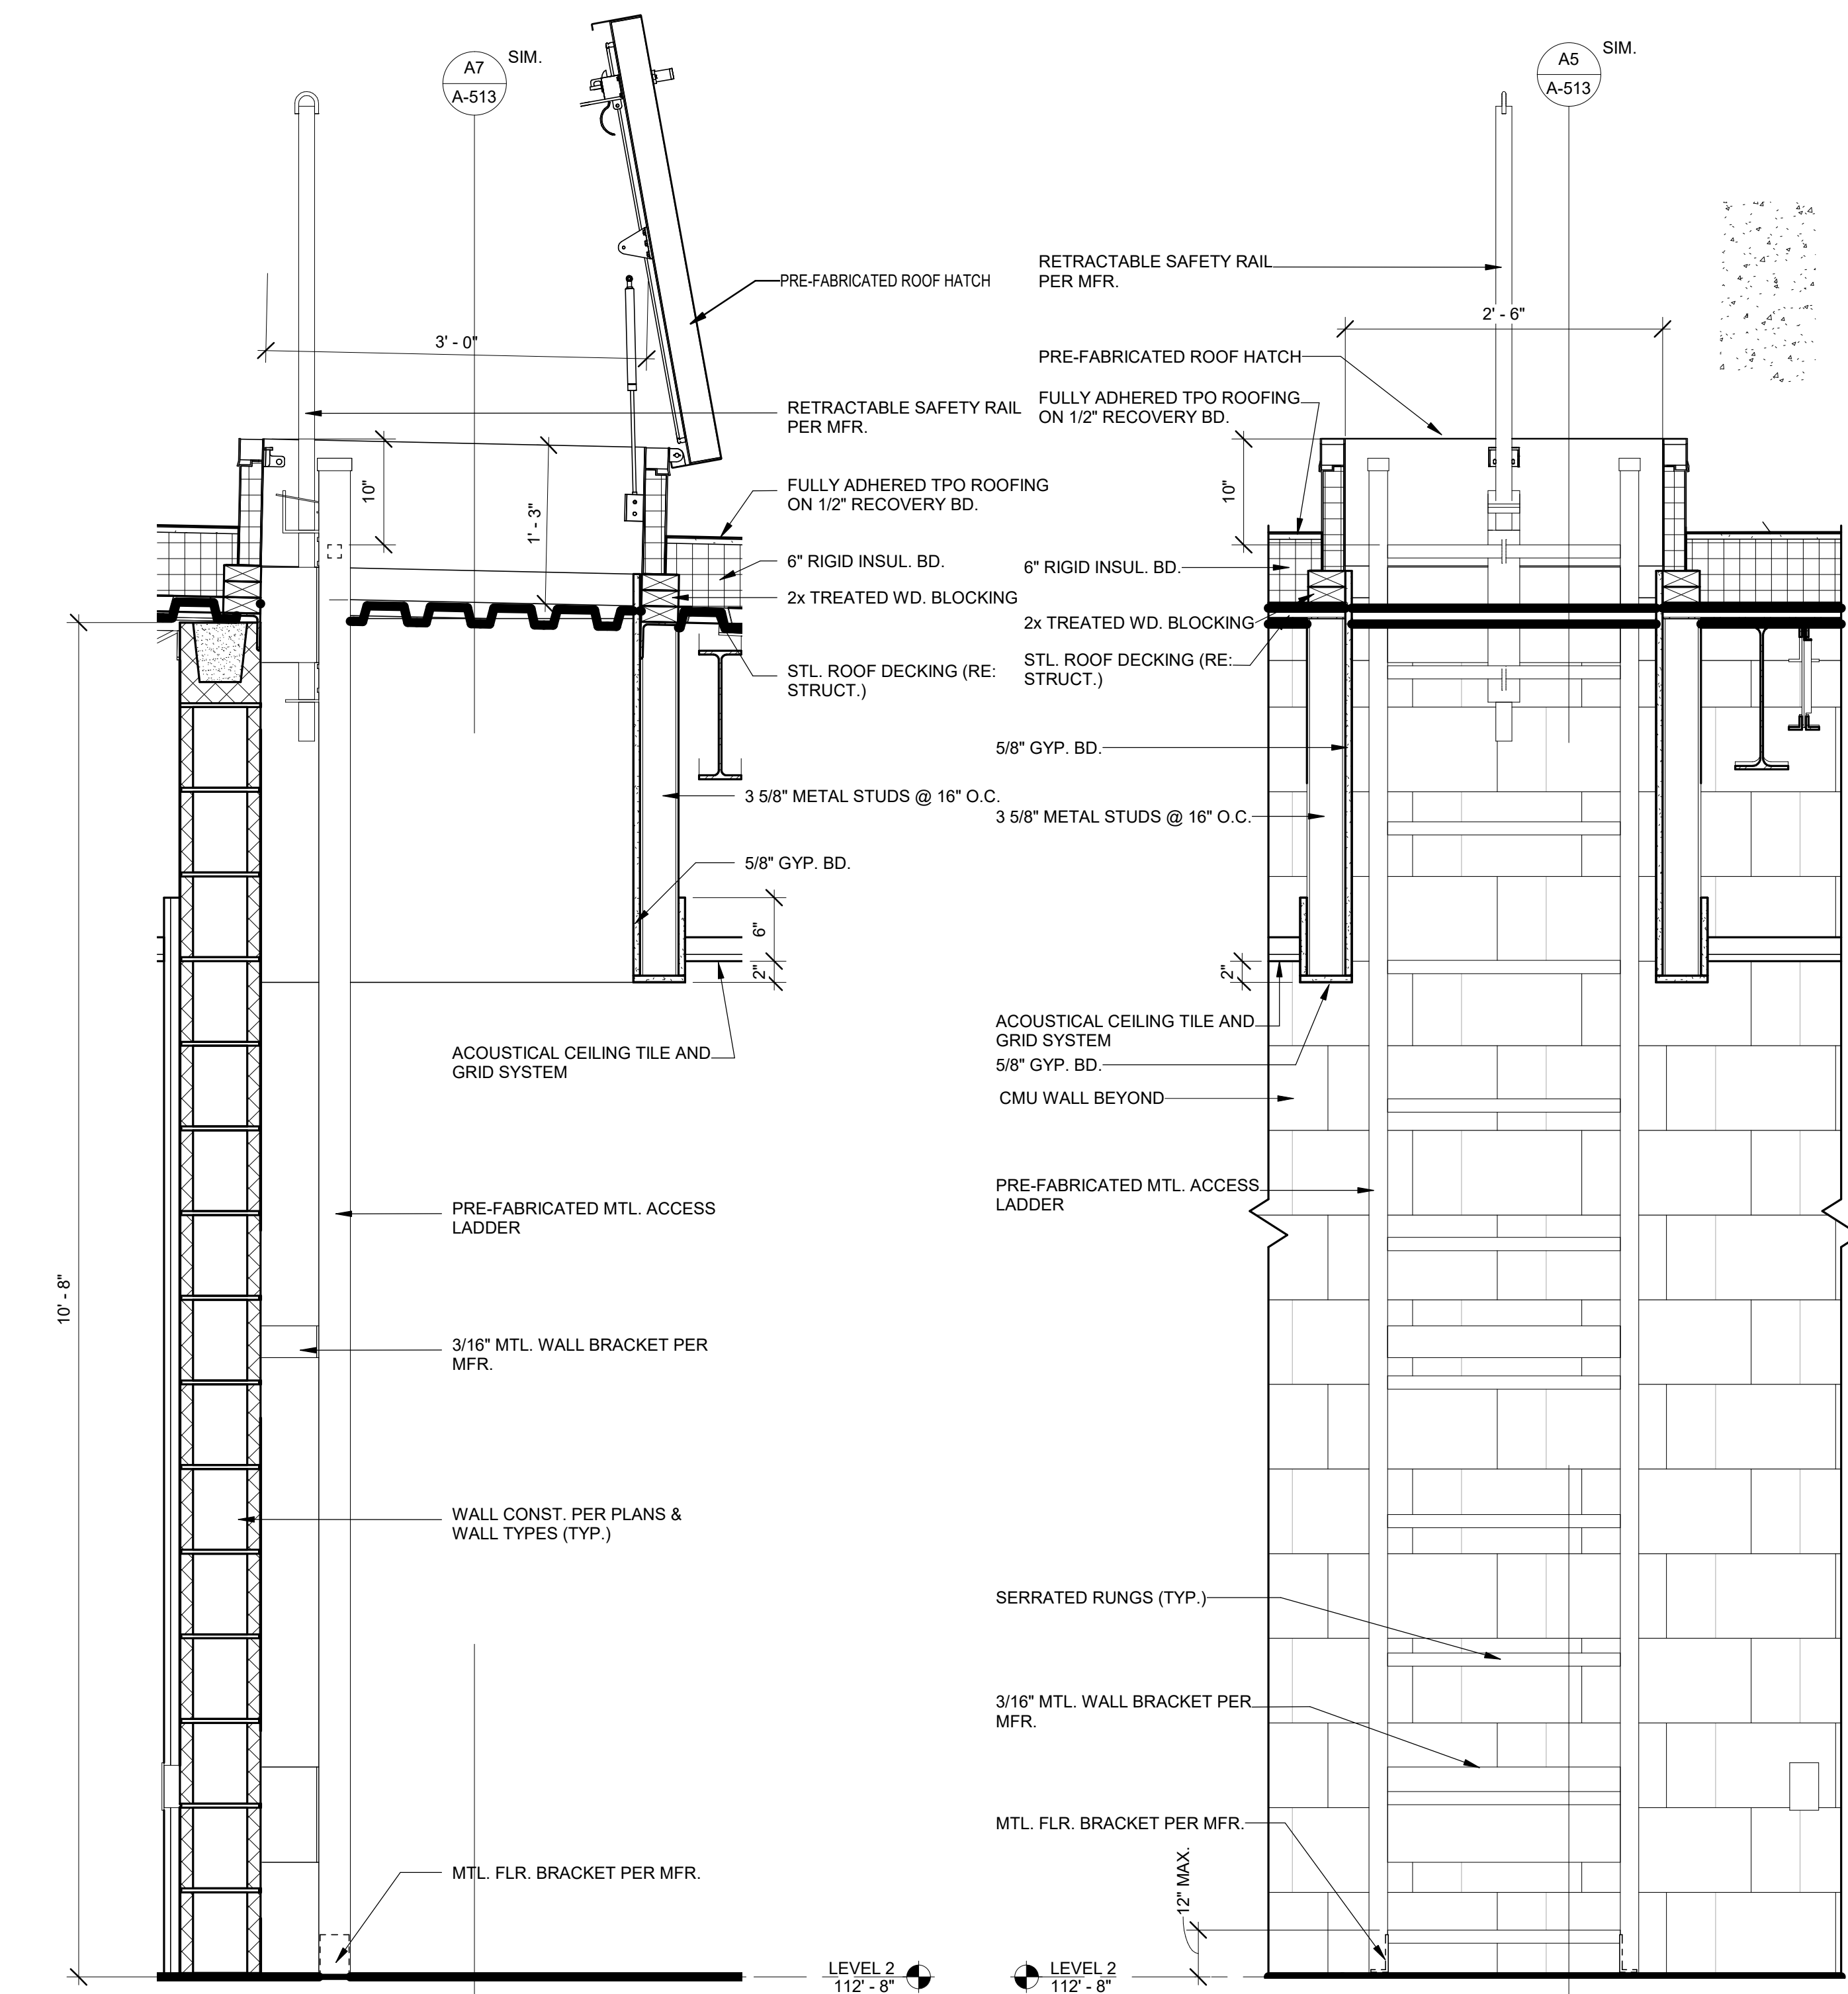 A7
A-513
SIM.
PRE-FABRICATED ROOF HATCH
3' - 0"
RETRACTABLE SAFETY RAIL
PER MFR.
10"
1' - 3"
FULLY ADHERED TPO ROOFING
ON 1/2" RECOVERY BD.
6" RIGID INSUL. BD.
2x TREATED WD. BLOCKING
STL. ROOF DECKING (RE:
STRUCT.)
3 5/8" METAL STUDS @ 16" O.C.
5/8" GYP. BD.
6"
2"
ACOUSTICAL CEILING TILE AND
GRID SYSTEM
PRE-FABRICATED MTL. ACCESS
LADDER
10' - 8"
3/16" MTL. WALL BRACKET PER
MFR.
WALL CONST. PER PLANS &
WALL TYPES (TYP.)
MTL. FLR. BRACKET PER MFR.
LEVEL 2
112' - 8"
A5
A-513
SIM.
RETRACTABLE SAFETY RAIL
PER MFR.
2' - 6"
PRE-FABRICATED ROOF HATCH
FULLY ADHERED TPO ROOFING
ON 1/2" RECOVERY BD.
10"
6" RIGID INSUL. BD.
2x TREATED WD. BLOCKING
STL. ROOF DECKING (RE:
STRUCT.)
5/8" GYP. BD.
3 5/8" METAL STUDS @ 16" O.C.
2"
ACOUSTICAL CEILING TILE AND
GRID SYSTEM
5/8" GYP. BD.
CMU WALL BEYOND
PRE-FABRICATED MTL. ACCESS
LADDER
SERRATED RUNGS (TYP.)
3/16" MTL. WALL BRACKET PER
MFR.
MTL. FLR. BRACKET PER MFR.
12" MAX.
LEVEL 2
112' - 8"